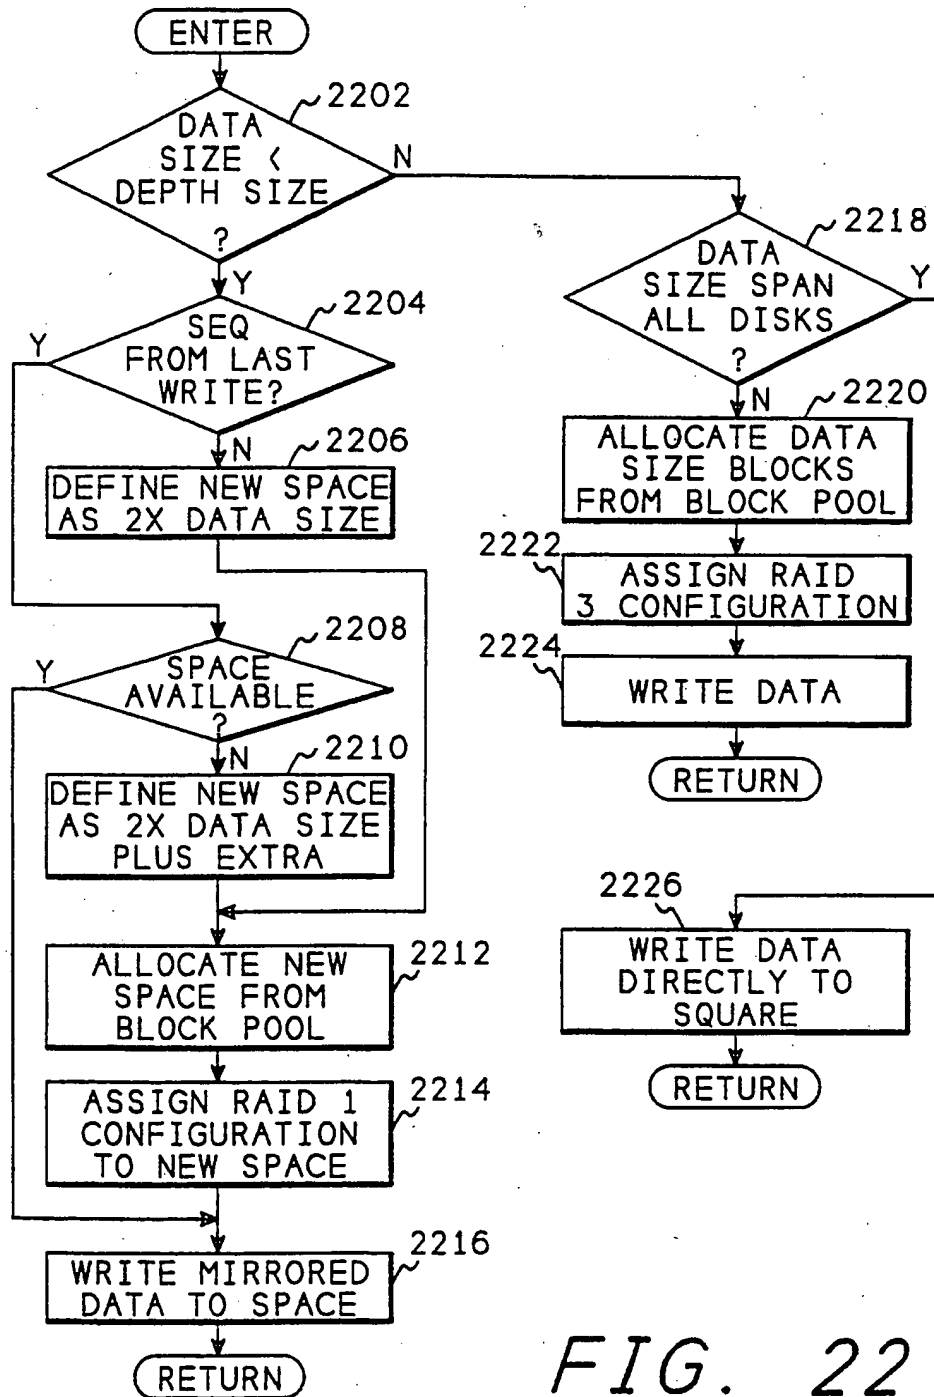 ENTER
2202
DATA
SIZE <
DEPTH SIZE
?
N
Y
2204
SEQ
FROM LAST
WRITE?
Y
N
2206
DEFINE NEW SPACE
AS 2X DATA SIZE
2208
SPACE
AVAILABLE
?
Y
N
2210
DEFINE NEW SPACE
AS 2X DATA SIZE
PLUS EXTRA
2212
ALLOCATE NEW
SPACE FROM
BLOCK POOL
2214
ASSIGN RAID 1
CONFIGURATION
TO NEW SPACE
2216
WRITE MIRRORED
DATA TO SPACE
RETURN
2218
DATA
SIZE SPAN
ALL DISKS
?
Y
N
2220
ALLOCATE DATA
SIZE BLOCKS
FROM BLOCK POOL
2222
ASSIGN RAID
3 CONFIGURATION
2224
WRITE DATA
RETURN
2226
WRITE DATA
DIRECTLY TO
SQUARE
RETURN
FIG. 22